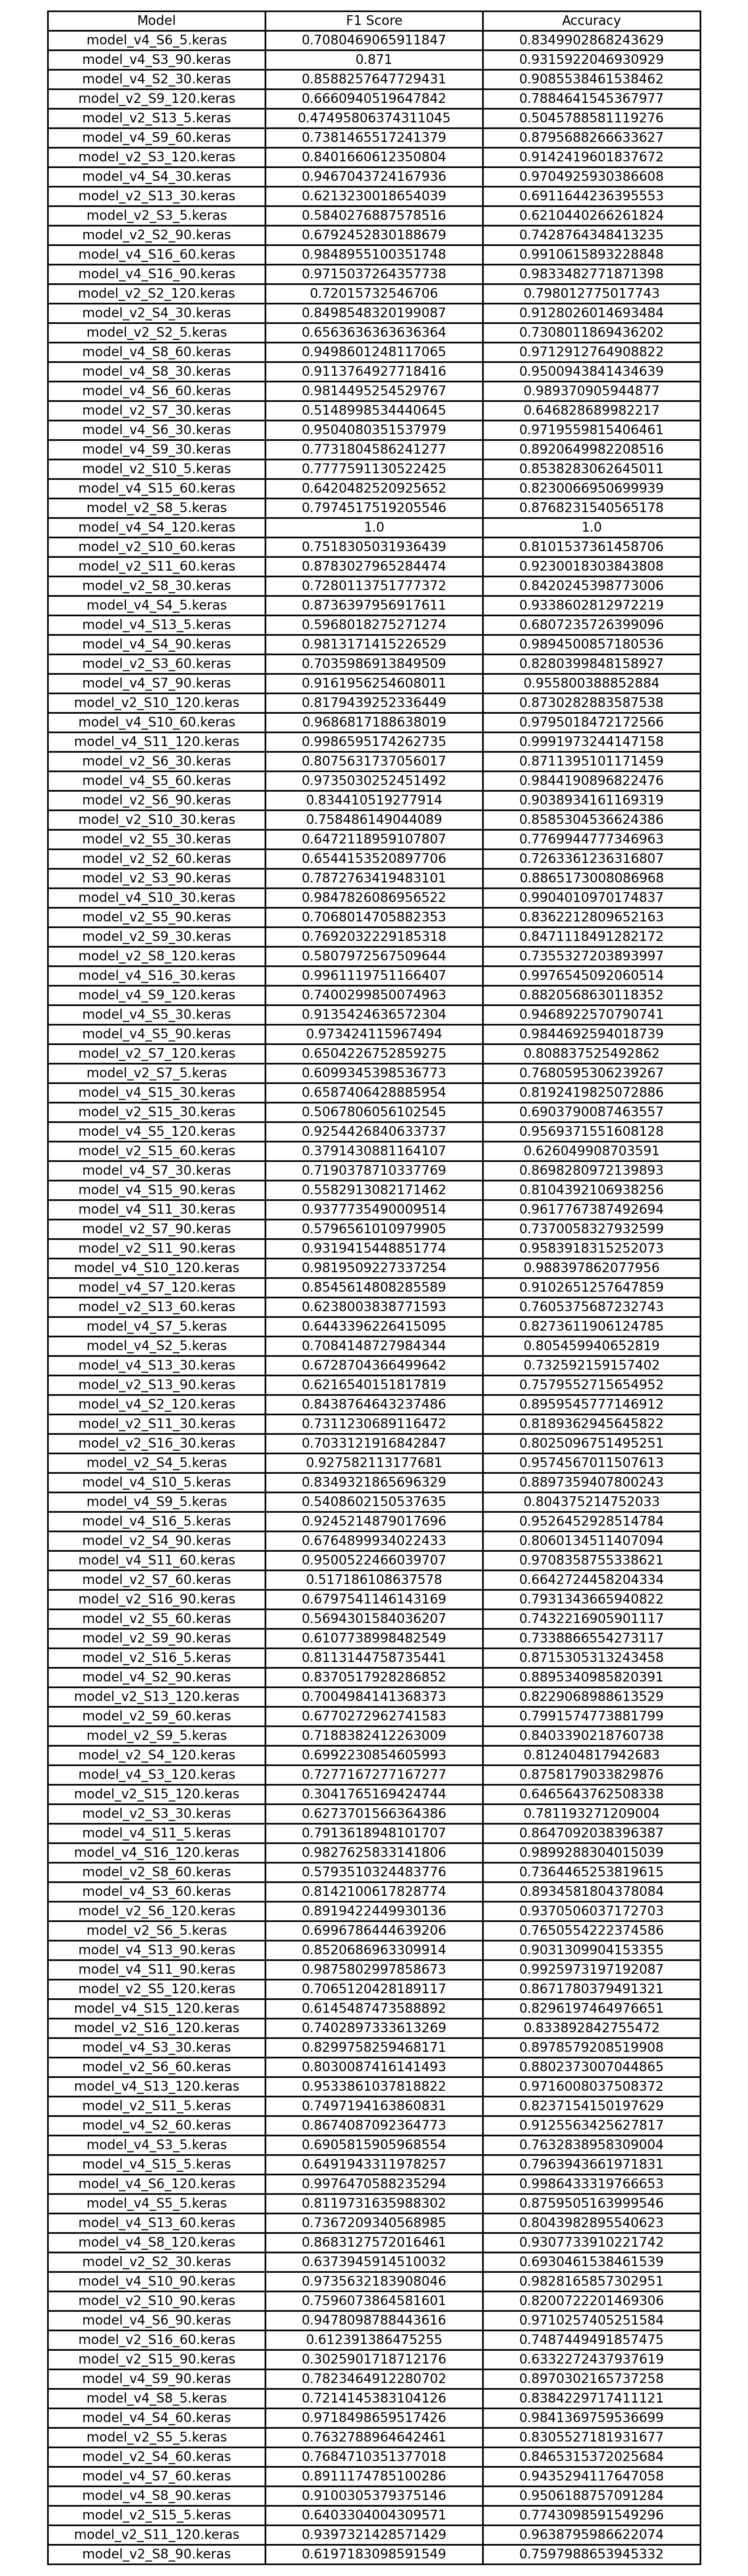 Model F1 Score Accuracy
model_v4_S6_5.keras 0.7080469065911847 0.8349902868243629
model_v4_S3_90.keras 0.871 0.9315922046930929
model_v4_S2_30.keras 0.8588257647729431 0.9085538461538462
model_v2_S9_120.keras 0.6660940519647842 0.7884641545367977
model_v2_S13_5.keras 0.47495806374311045 0.5045788581119276
model_v4_S9_60.keras 0.7381465517241379 0.8795688266633627
model_v2_S3_120.keras 0.8401660612350804 0.9142419601837672
model_v4_S4_30.keras 0.9467043724167936 0.9704925930386608
model_v2_S13_30.keras 0.6213230018654039 0.6911644236395553
model_v2_S3_5.keras 0.5840276887578516 0.6210440266261824
model_v2_S2_90.keras 0.6792452830188679 0.7428764348413235
model_v4_S16_60.keras 0.9848955100351748 0.9910615893228848
model_v4_S16_90.keras 0.9715037264357738 0.9833482771871398
model_v2_S2_120.keras 0.72015732546706 0.798012775017743
model_v2_S4_30.keras 0.8498548320199087 0.9128026014693484
model_v2_S2_5.keras 0.6563636363636364 0.7308011869436202
model_v4_S8_60.keras 0.9498601248117065 0.9712912764908822
model_v4_S8_30.keras 0.9113764927718416 0.9500943841434639
model_v4_S6_60.keras 0.9814495254529767 0.989370905944877
model_v2_S7_30.keras 0.5148998534440645 0.646828689982217
model_v4_S6_30.keras 0.9504080351537979 0.9719559815406461
model_v4_S9_30.keras 0.7731804586241277 0.8920649982208516
model_v2_S10_5.keras 0.7777591130522425 0.8538283062645011
model_v4_S15_60.keras 0.6420482520925652 0.8230066950699939
model_v2_S8_5.keras 0.7974517519205546 0.8768231540565178
model_v4_S4_120.keras 1.0 1.0
model_v2_S10_60.keras 0.7518305031936439 0.8101537361458706
model_v2_S11_60.keras 0.8783027965284474 0.9230018303843808
model_v2_S8_30.keras 0.7280113751777372 0.8420245398773006
model_v4_S4_5.keras 0.8736397956917611 0.9338602812972219
model_v4_S13_5.keras 0.5968018275271274 0.6807235726399096
model_v4_S4_90.keras 0.9813171415226529 0.9894500857180536
model_v2_S3_60.keras 0.7035986913849509 0.8280399848158927
model_v4_S7_90.keras 0.9161956254608011 0.955800388852884
model_v2_S10_120.keras 0.8179439252336449 0.8730282883587538
model_v4_S10_60.keras 0.9686817188638019 0.9795018472172566
model_v4_S11_120.keras 0.9986595174262735 0.9991973244147158
model_v2_S6_30.keras 0.8075631737056017 0.8711395101171459
model_v4_S5_60.keras 0.9735030252451492 0.9844190896822476
model_v2_S6_90.keras 0.834410519277914 0.9038934161169319
model_v2_S10_30.keras 0.758486149044089 0.8585304536624386
model_v2_S5_30.keras 0.6472118959107807 0.7769944777346963
model_v2_S2_60.keras 0.6544153520897706 0.7263361236316807
model_v2_S3_90.keras 0.7872763419483101 0.8865173008086968
model_v4_S10_30.keras 0.9847826086956522 0.9904010970174837
model_v2_S5_90.keras 0.7068014705882353 0.8362212809652163
model_v2_S9_30.keras 0.7692032229185318 0.8471118491282172
model_v2_S8_120.keras 0.5807972567509644 0.7355327203893997
model_v4_S16_30.keras 0.9961119751166407 0.9976545092060514
model_v4_S9_120.keras 0.7400299850074963 0.8820568630118352
model_v4_S5_30.keras 0.9135424636572304 0.9468922570790741
model_v4_S5_90.keras 0.973424115967494 0.9844692594018739
model_v2_S7_120.keras 0.6504226752859275 0.808837525492862
model_v2_S7_5.keras 0.6099345398536773 0.7680595306239267
model_v4_S15_30.keras 0.6587406428885954 0.8192419825072886
model_v2_S15_30.keras 0.5067806056102545 0.6903790087463557
model_v4_S5_120.keras 0.9254426840633737 0.9569371551608128
model_v2_S15_60.keras 0.3791430881164107 0.626049908703591
model_v4_S7_30.keras 0.7190378710337769 0.8698280972139893
model_v4_S15_90.keras 0.5582913082171462 0.8104392106938256
model_v4_S11_30.keras 0.9377735490009514 0.9617767387492694
model_v2_S7_90.keras 0.5796561010979905 0.7370058327932599
model_v2_S11_90.keras 0.9319415448851774 0.9583918315252073
model_v4_S10_120.keras 0.9819509227337254 0.988397862077956
model_v4_S7_120.keras 0.8545614808285589 0.9102651257647859
model_v2_S13_60.keras 0.6238003838771593 0.7605375687232743
model_v4_S7_5.keras 0.6443396226415095 0.8273611906124785
model_v4_S2_5.keras 0.7084148727984344 0.805459940652819
model_v4_S13_30.keras 0.6728704366499642 0.732592159157402
model_v2_S13_90.keras 0.6216540151817819 0.7579552715654952
model_v4_S2_120.keras 0.8438764643237486 0.8959545777146912
model_v2_S11_30.keras 0.7311230689116472 0.8189362945645822
model_v2_S16_30.keras 0.7033121916842847 0.8025096751495251
model_v2_S4_5.keras 0.927582113177681 0.9574567011507613
model_v4_S10_5.keras 0.8349321865696329 0.8897359407800243
model_v4_S9_5.keras 0.5408602150537635 0.804375214752033
model_v4_S16_5.keras 0.9245214879017696 0.9526452928514784
model_v2_S4_90.keras 0.6764899934022433 0.8060134511407094
model_v4_S11_60.keras 0.9500522466039707 0.9708358755338621
model_v2_S7_60.keras 0.517186108637578 0.6642724458204334
model_v2_S16_90.keras 0.6797541146143169 0.7931343665940822
model_v2_S5_60.keras 0.5694301584036207 0.7432216905901117
model_v2_S9_90.keras 0.6107738998482549 0.7338866554273117
model_v2_S16_5.keras 0.8113144758735441 0.8715305313243458
model_v4_S2_90.keras 0.8370517928286852 0.8895340985820391
model_v2_S13_120.keras 0.7004984141368373 0.8229068988613529
model_v2_S9_60.keras 0.6770272962741583 0.7991574773881799
model_v2_S9_5.keras 0.7188382412263009 0.8403390218760738
model_v2_S4_120.keras 0.6992230854605993 0.812404817942683
model_v4_S3_120.keras 0.7277167277167277 0.8758179033829876
model_v2_S15_120.keras 0.3041765169424744 0.6465643762508338
model_v2_S3_30.keras 0.6273701566364386 0.781193271209004
model_v4_S11_5.keras 0.7913618948101707 0.8647092038396387
model_v4_S16_120.keras 0.9827625833141806 0.9899288304015039
model_v2_S8_60.keras 0.5793510324483776 0.7364465253819615
model_v4_S3_60.keras 0.8142100617828774 0.8934581804378084
model_v2_S6_120.keras 0.8919422449930136 0.9370506037172703
model_v2_S6_5.keras 0.6996786444639206 0.7650554222374586
model_v4_S13_90.keras 0.8520686963309914 0.9031309904153355
model_v4_S11_90.keras 0.9875802997858673 0.9925973197192087
model_v2_S5_120.keras 0.7065120428189117 0.8671780379491321
model_v4_S15_120.keras 0.6145487473588892 0.8296197464976651
model_v2_S16_120.keras 0.7402897333613269 0.833892842755472
model_v4_S3_30.keras 0.8299758259468171 0.8978579208519908
model_v2_S6_60.keras 0.8030087416141493 0.8802373007044865
model_v4_S13_120.keras 0.9533861037818822 0.9716008037508372
model_v2_S11_5.keras 0.7497194163860831 0.8237154150197629
model_v4_S2_60.keras 0.8674087092364773 0.9125563425627817
model_v4_S3_5.keras 0.6905815905968554 0.7632838958309004
model_v4_S15_5.keras 0.6491943311978257 0.7963943661971831
model_v4_S6_120.keras 0.9976470588235294 0.9986433319766653
model_v4_S5_5.keras 0.8119731635988302 0.8759505163999546
model_v4_S13_60.keras 0.7367209340568985 0.8043982895540623
model_v4_S8_120.keras 0.8683127572016461 0.9307733910221742
model_v2_S2_30.keras 0.6373945914510032 0.6930461538461539
model_v4_S10_90.keras 0.9735632183908046 0.9828165857302951
model_v2_S10_90.keras 0.7596073864581601 0.8200722201469306
model_v4_S6_90.keras 0.9478098788443616 0.9710257405251584
model_v2_S16_60.keras 0.612391386475255 0.7487449491857475
model_v2_S15_90.keras 0.3025901718712176 0.6332272437937619
model_v4_S9_90.keras 0.7823464912280702 0.8970302165737258
model_v4_S8_5.keras 0.7214145383104126 0.8384229717411121
model_v4_S4_60.keras 0.9718498659517426 0.9841369759536699
model_v2_S5_5.keras 0.7632788964642461 0.8305527181931677
model_v2_S4_60.keras 0.7684710351377018 0.8465315372025684
model_v4_S7_60.keras 0.8911174785100286 0.9435294117647058
model_v4_S8_90.keras 0.9100305379375146 0.9506188757091284
model_v2_S15_5.keras 0.6403304004309571 0.7743098591549296
model_v2_S11_120.keras 0.9397321428571429 0.9638795986622074
model_v2_S8_90.keras 0.6197183098591549 0.7597988653945332